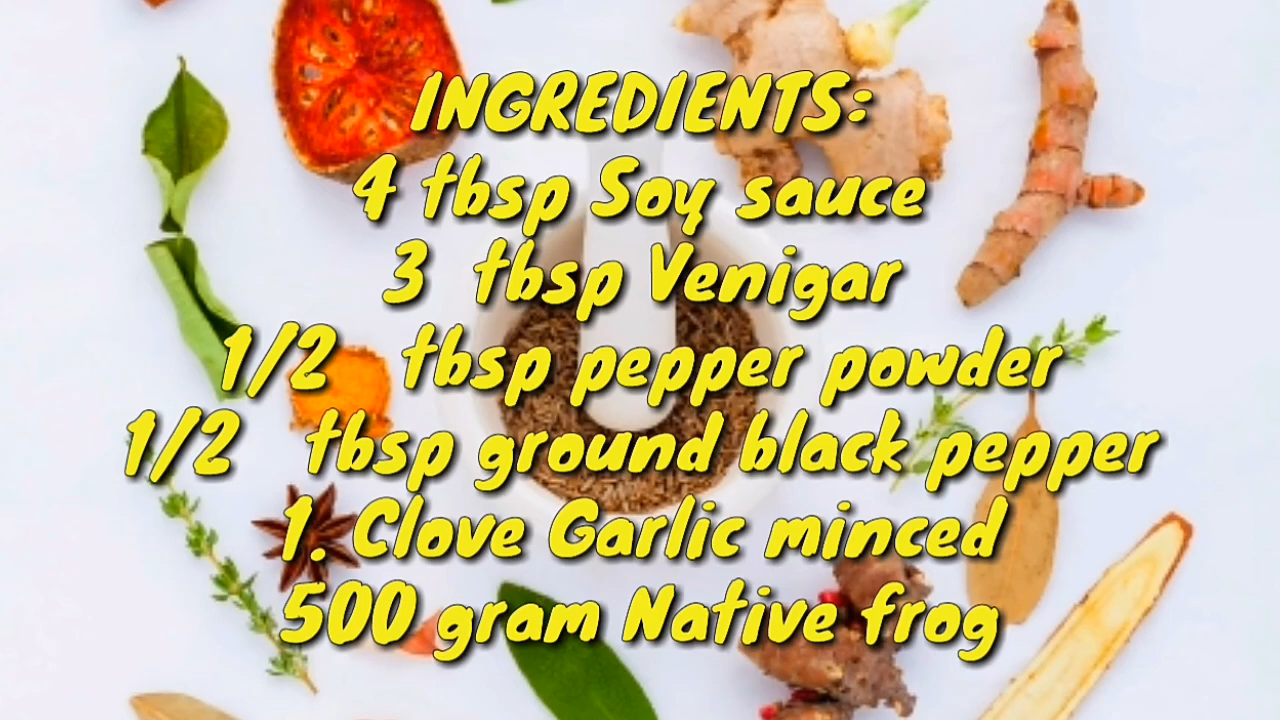 INGREDIENTS:
4 tbsp Soy sauce
3 tbsp Venigar
1/2 tbsp pepper powder
1/2 tbsp ground black pepper
1. Clove Garlic minced
500 gram Native frog